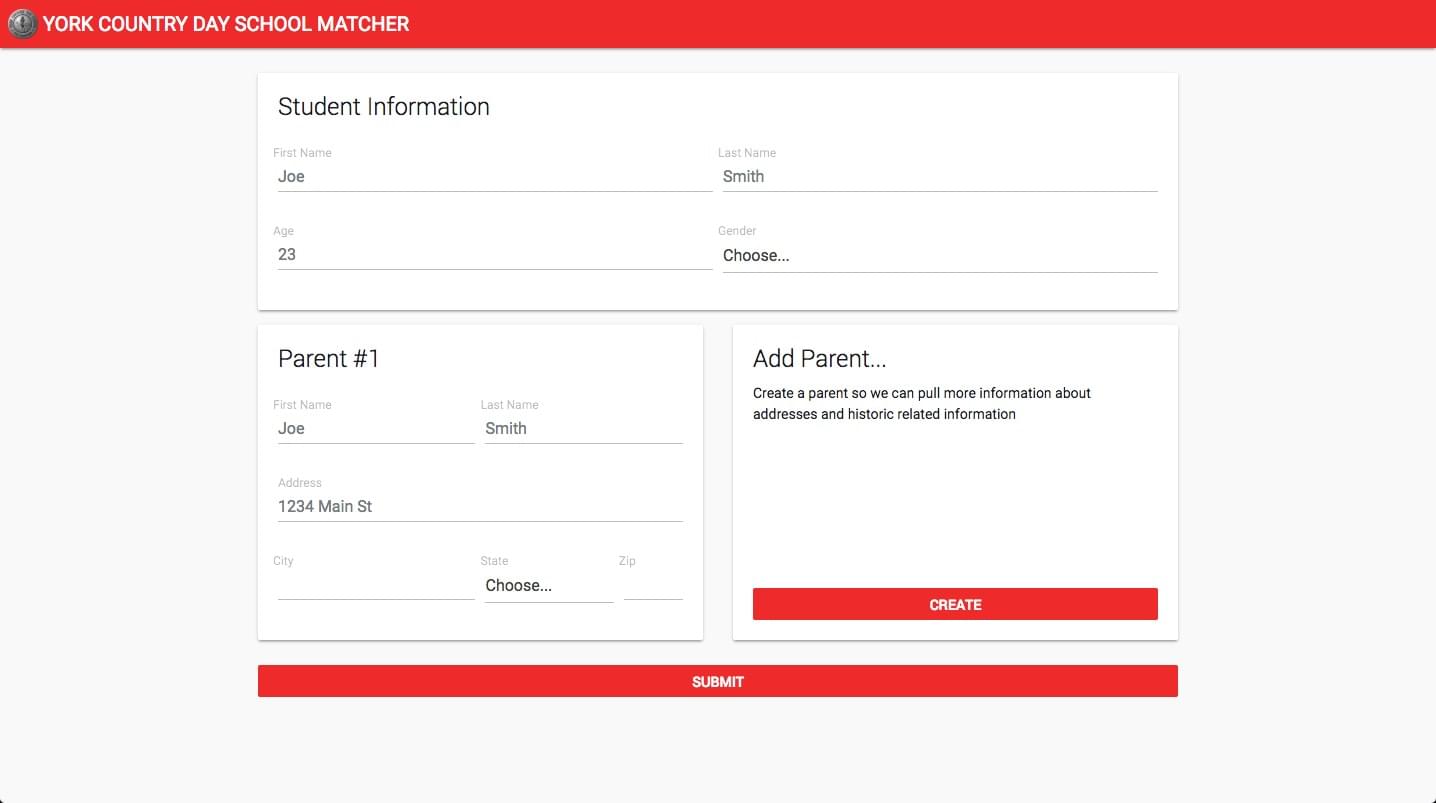 YORK COUNTRY DAY SCHOOL MATCHER
Student Information
First Name
Last Name
Joe
Smith
Age
Gender
23
Choose...
Parent #1
First Name
Last Name
Joe
Smith
Address
1234 Main St
City
State
Zip
Choose...
Add Parent...
Create a parent so we can pull more information about
addresses and historic related information
CREATE
SUBMIT